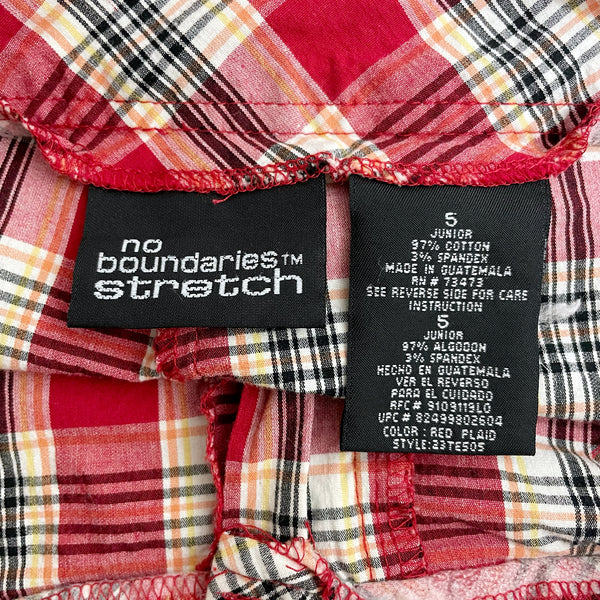 no
boundaries™
stretch
5
JUNIOR
97% COTTON
3% SPANDEX
MADE IN GUATEMALA
RN # 73473
SEE REVERSE SIDE FOR CARE
INSTRUCTION
5
JUNIOR
97% ALGODON
3% SPANDEX
HECHO EN GUATEMALA
VER EL REVERSO
PARA EL CUIDADO
RFC# 9109119L0
UPC# 82499802604
COLOR: RED PLAID
STYLE:23TE505